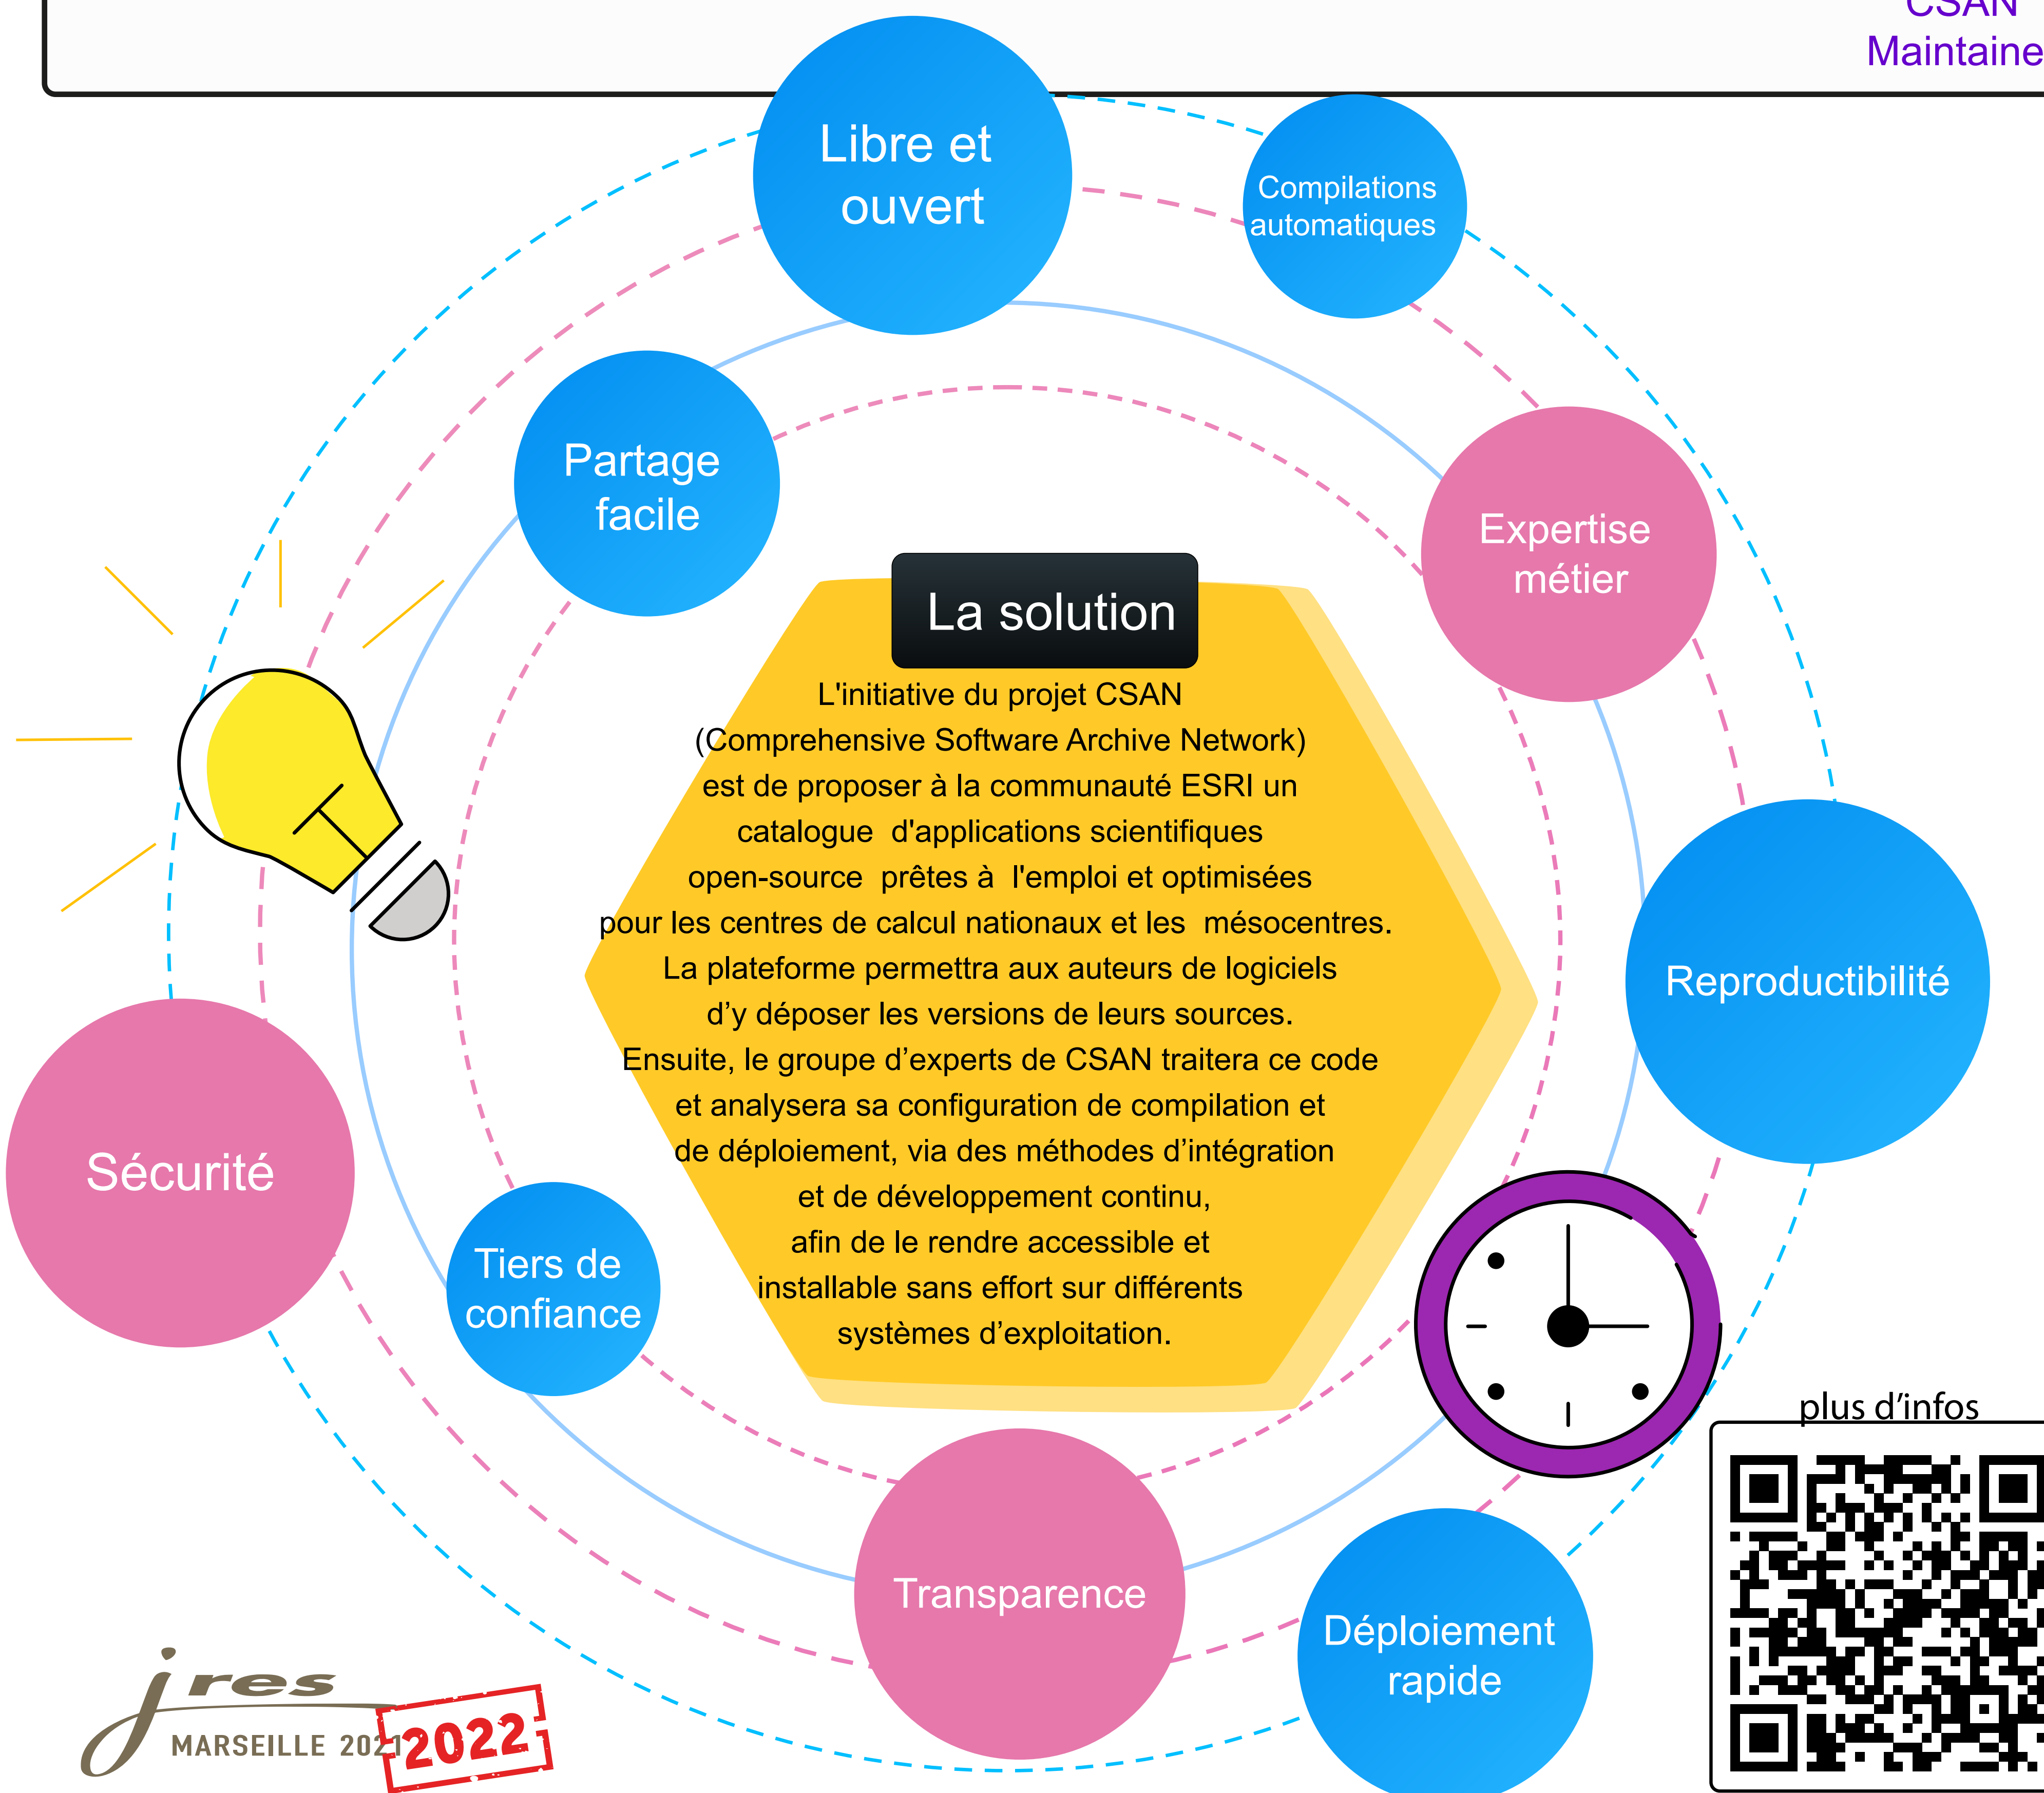 CSAN
Maintaine
Libre et
ouvert
Compilations
automatiques
Partage
facile
Expertise
métier
La solution
L'initiative du projet CSAN
(Comprehensive Software Archive Network)
est de proposer à la communauté ESRI un
catalogue d'applications scientifiques
open-source prêtes à l'emploi et optimisées
pour les centres de calcul nationaux et les mésocentres.
La plateforme permettra aux auteurs de logiciels
d’y déposer les versions de leurs sources.
Ensuite, le groupe d’experts de CSAN traitera ce code
et analysera sa configuration de compilation et
de déploiement, via des méthodes d’intégration
et de développement continu,
afin de le rendre accessible et
installable sans effort sur différents
systèmes d’exploitation.
Reproductibilité
Sécurité
Tiers de
confiance
Transparence
Déploiement
rapide
plus d’infos
jres
MARSEILLE 2021
2022